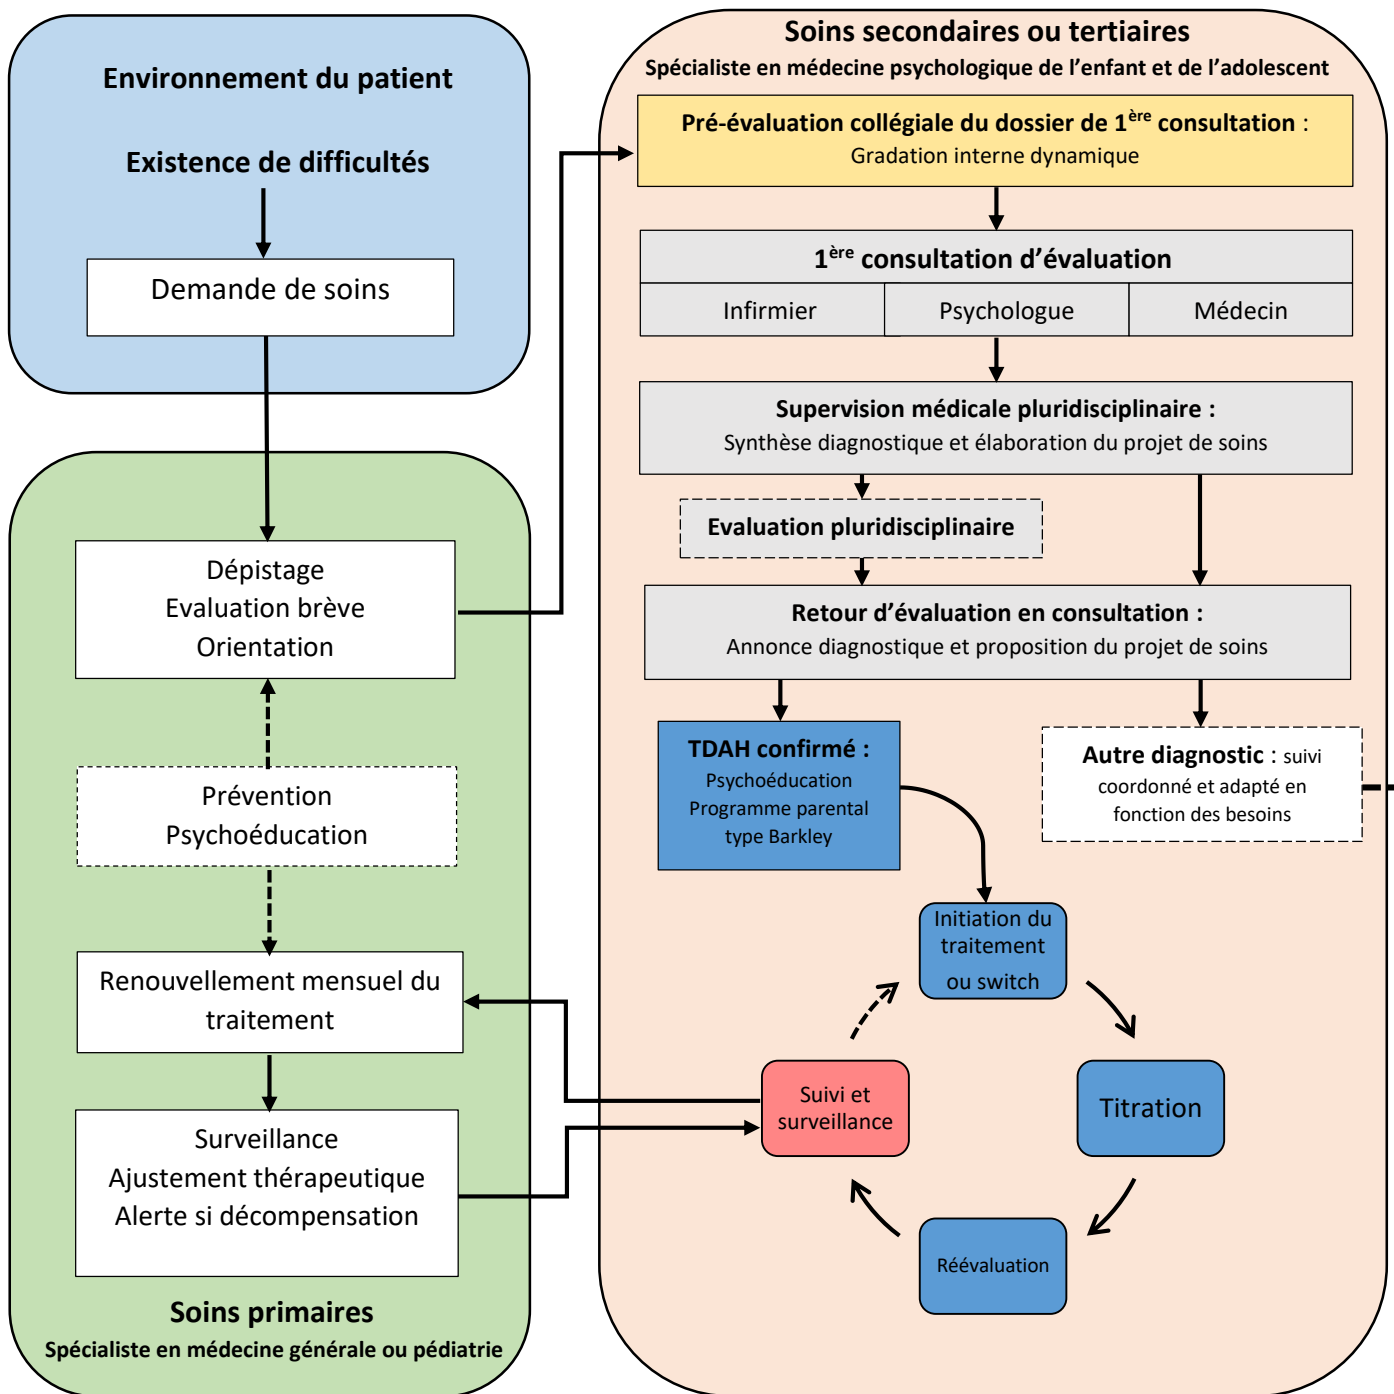 Environnement du patient
Existence de difficultés
Demande de soins
Dépistage
Evaluation brève
Orientation
Prévention
Psychoéducation
Renouvellement mensuel du
traitement
Surveillance
Ajustement thérapeutique
Alerte si décompensation
Soins primaires
Spécialiste en médecine générale ou pédiatrie
Soins secondaires ou tertiaires
Spécialiste en médecine psychologique de l’enfant et de l’adolescent
Pré-évaluation collégiale du dossier de 1ère consultation :
Gradation interne dynamique
1ère consultation d’évaluation
Infirmier Psychologue Médecin
Supervision médicale pluridisciplinaire :
Synthèse diagnostique et élaboration du projet de soins
Evaluation pluridisciplinaire
Retour d’évaluation en consultation :
Annonce diagnostique et proposition du projet de soins
TDAH confirmé :
Psychoéducation
Programme parental
type Barkley
Autre diagnostic : suivi
coordonné et adapté en
fonction des besoins
Initiation du
traitement
ou switch
Titration
Réévaluation
Suivi et
surveillance